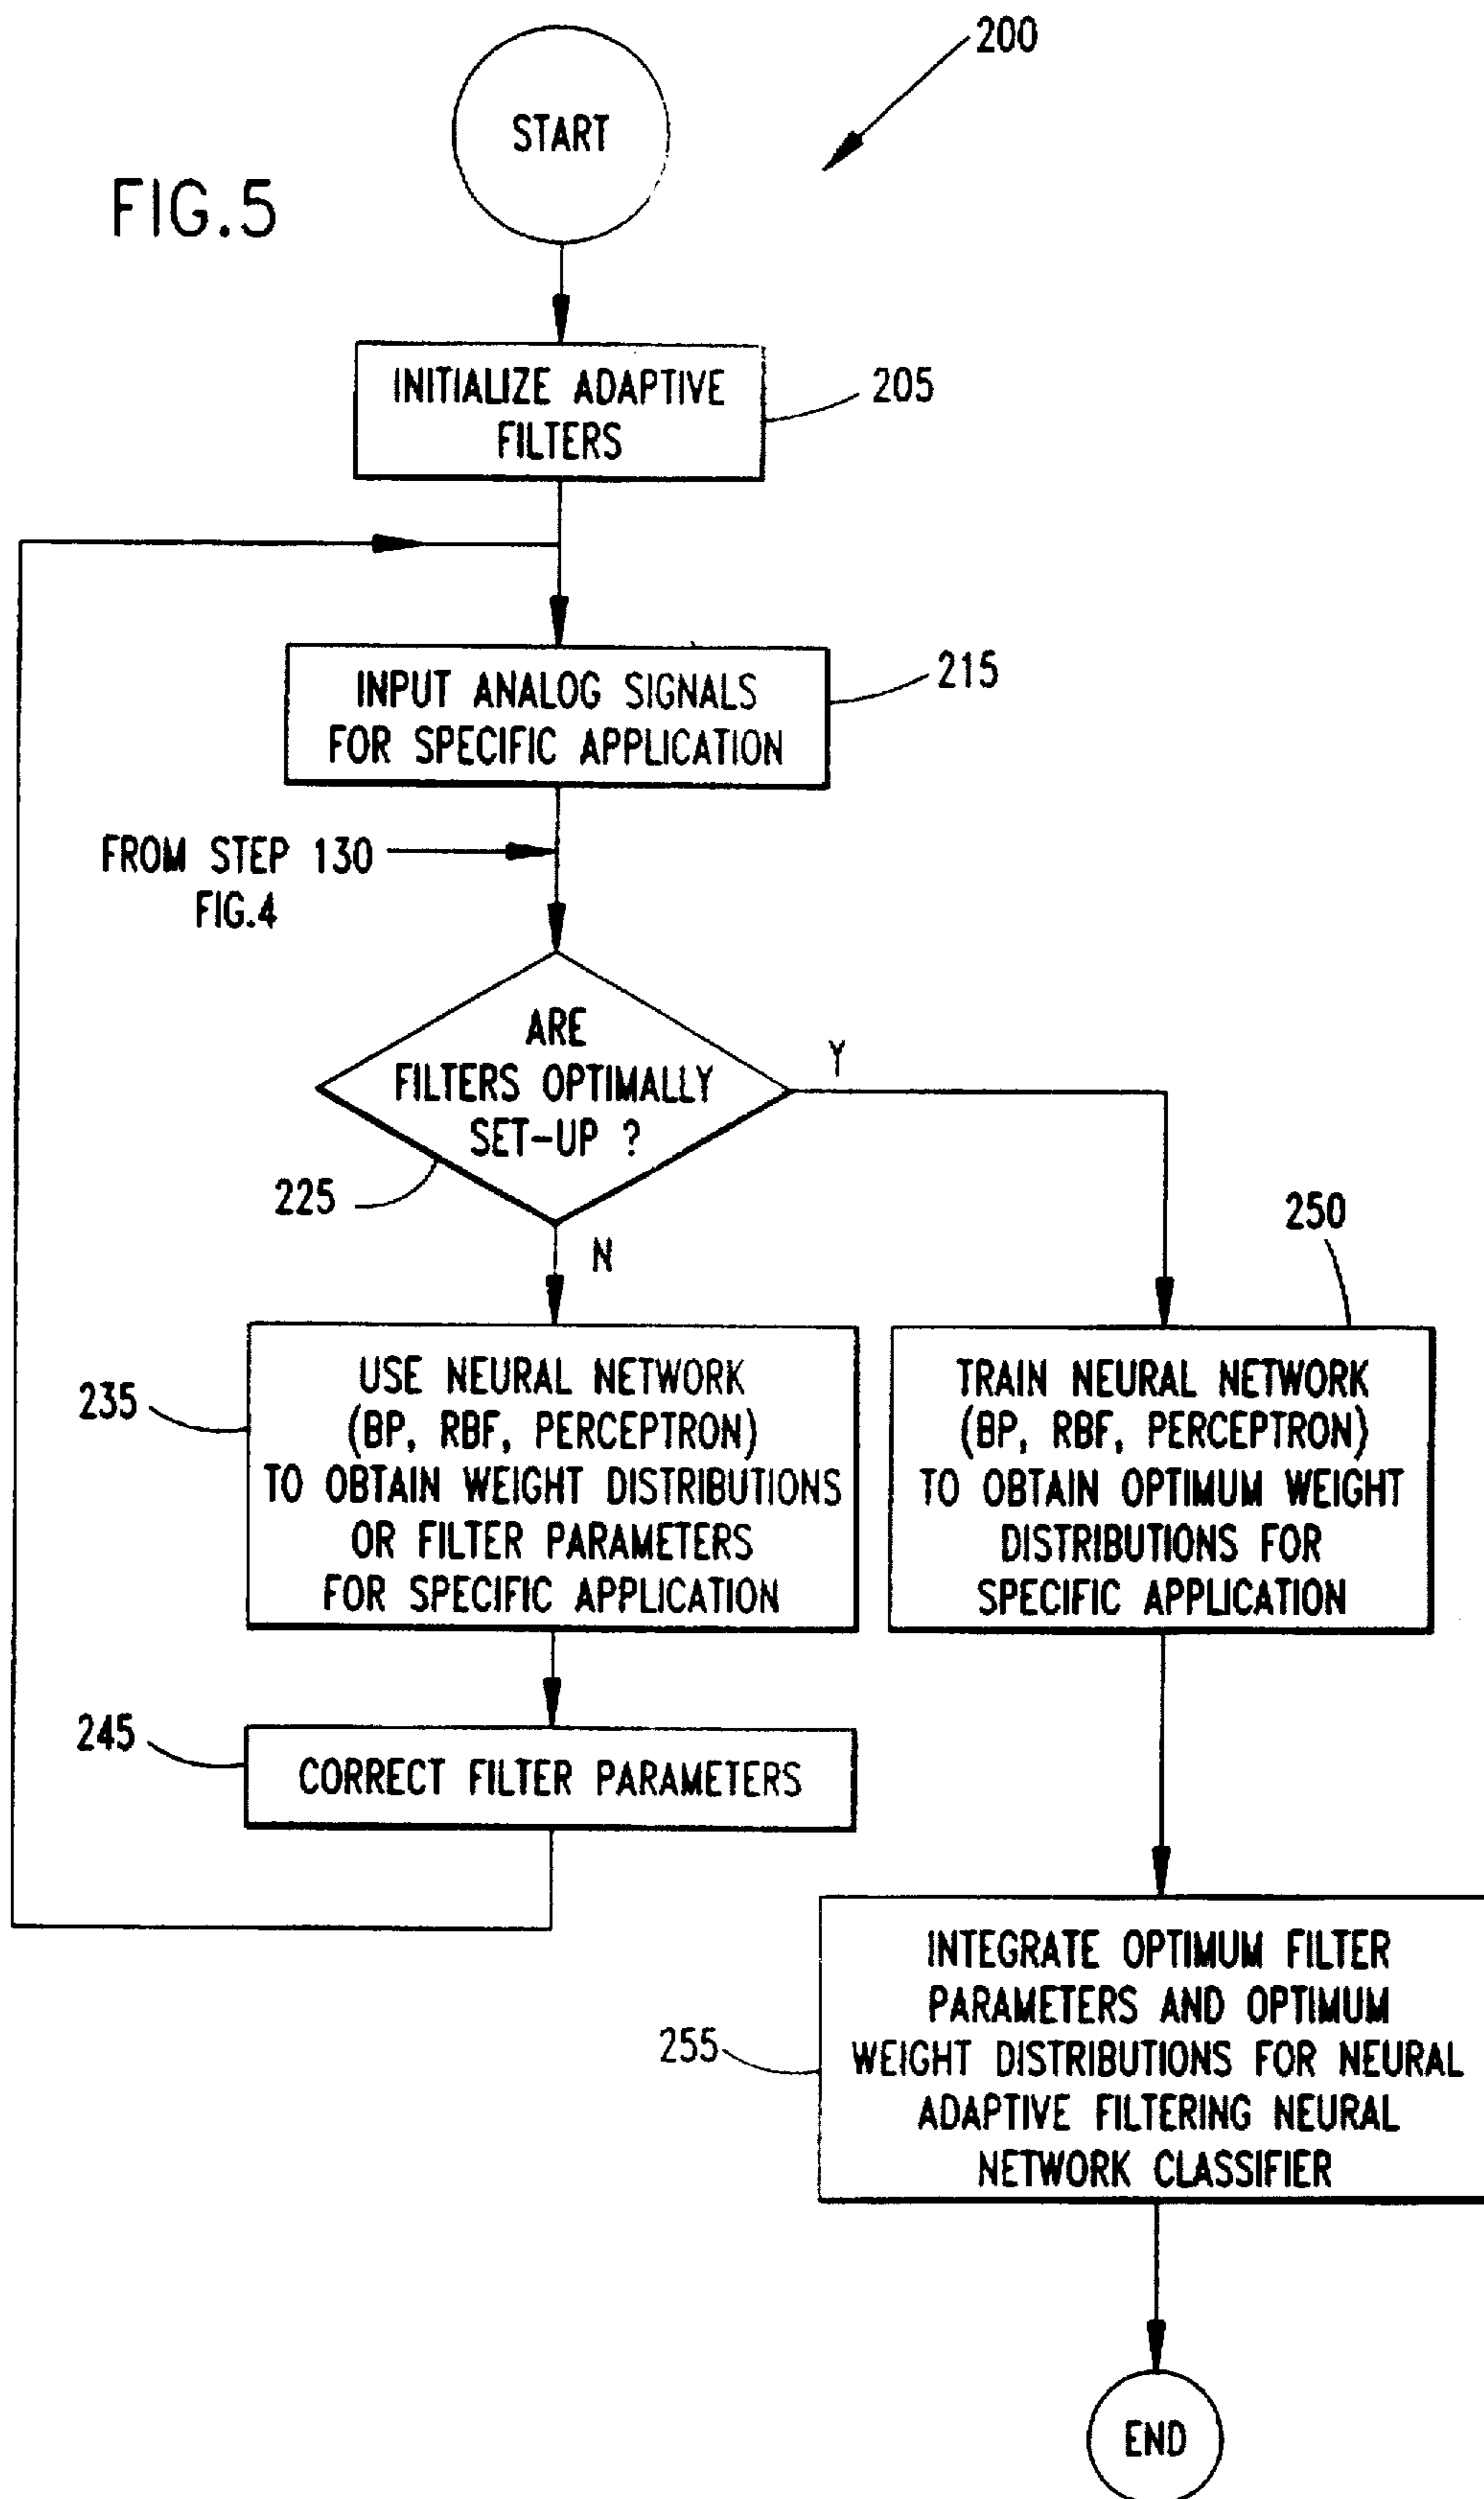 200
START
FIG.5
INITIALIZE ADAPTIVE
FILTERS
205
INPUT ANALOG SIGNALS
FOR SPECIFIC APPLICATION
215
FROM STEP 130
FIG.4
ARE
FILTERS OPTIMALLY
SET-UP ?
Y
225
N
250
235
USE NEURAL NETWORK
(BP, RBF, PERCEPTRON)
TO OBTAIN WEIGHT DISTRIBUTIONS
OR FILTER PARAMETERS
FOR SPECIFIC APPLICATION
TRAIN NEURAL NETWORK
(BP, RBF, PERCEPTRON)
TO OBTAIN OPTIMUM WEIGHT
DISTRIBUTIONS FOR
SPECIFIC APPLICATION
245
CORRECT FILTER PARAMETERS
255
INTEGRATE OPTIMUM FILTER
PARAMETERS AND OPTIMUM
WEIGHT DISTRIBUTIONS FOR NEURAL
ADAPTIVE FILTERING NEURAL
NETWORK CLASSIFIER
END